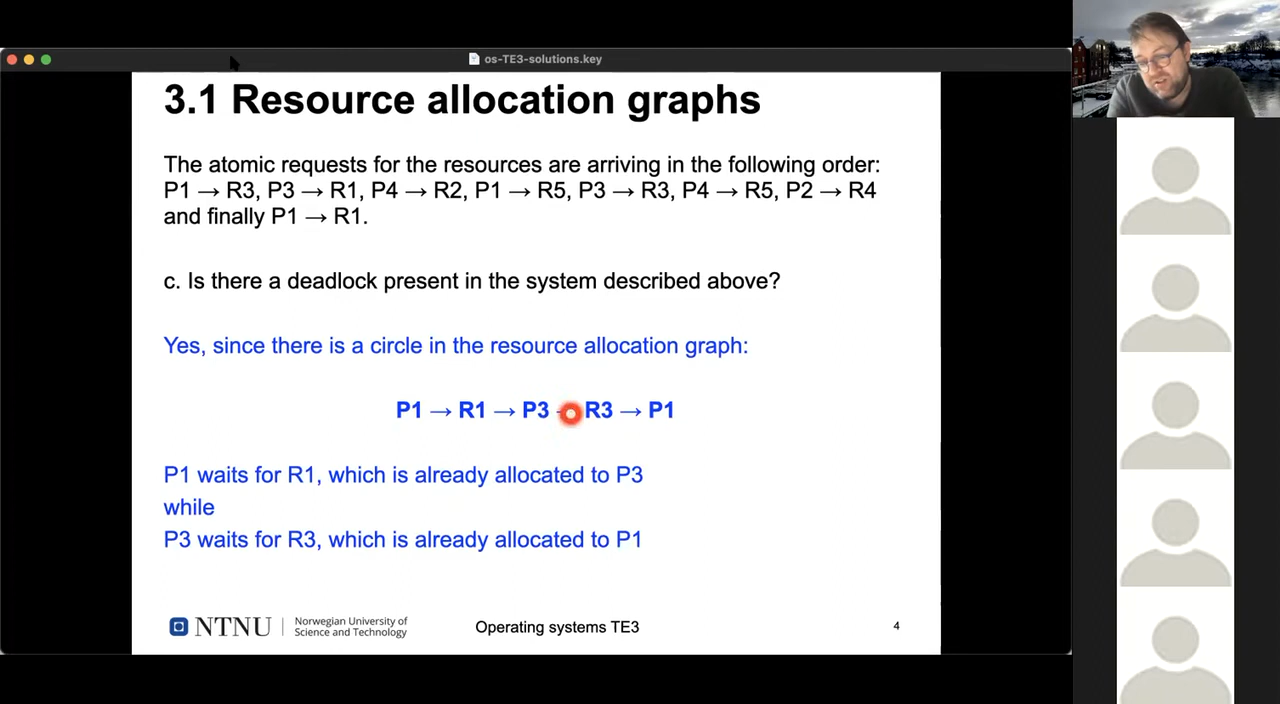 os-TE3-solutions.key
3.1 Resource allocation graphs
The atomic requests for the resources are arriving in the following order:
P1 → R3, P3 → R1, P4 → R2, P1 → R5, P3 → R3, P4 → R5, P2 → R4
and finally P1 → R1.
c. Is there a deadlock present in the system described above?
Yes, since there is a circle in the resource allocation graph:
P1 → R1 → P3 → R3 → P1
P1 waits for R1, which is already allocated to P3
while
P3 waits for R3, which is already allocated to P1
NTNU
Norwegian University of
Science and Technology
Operating systems TE3
4